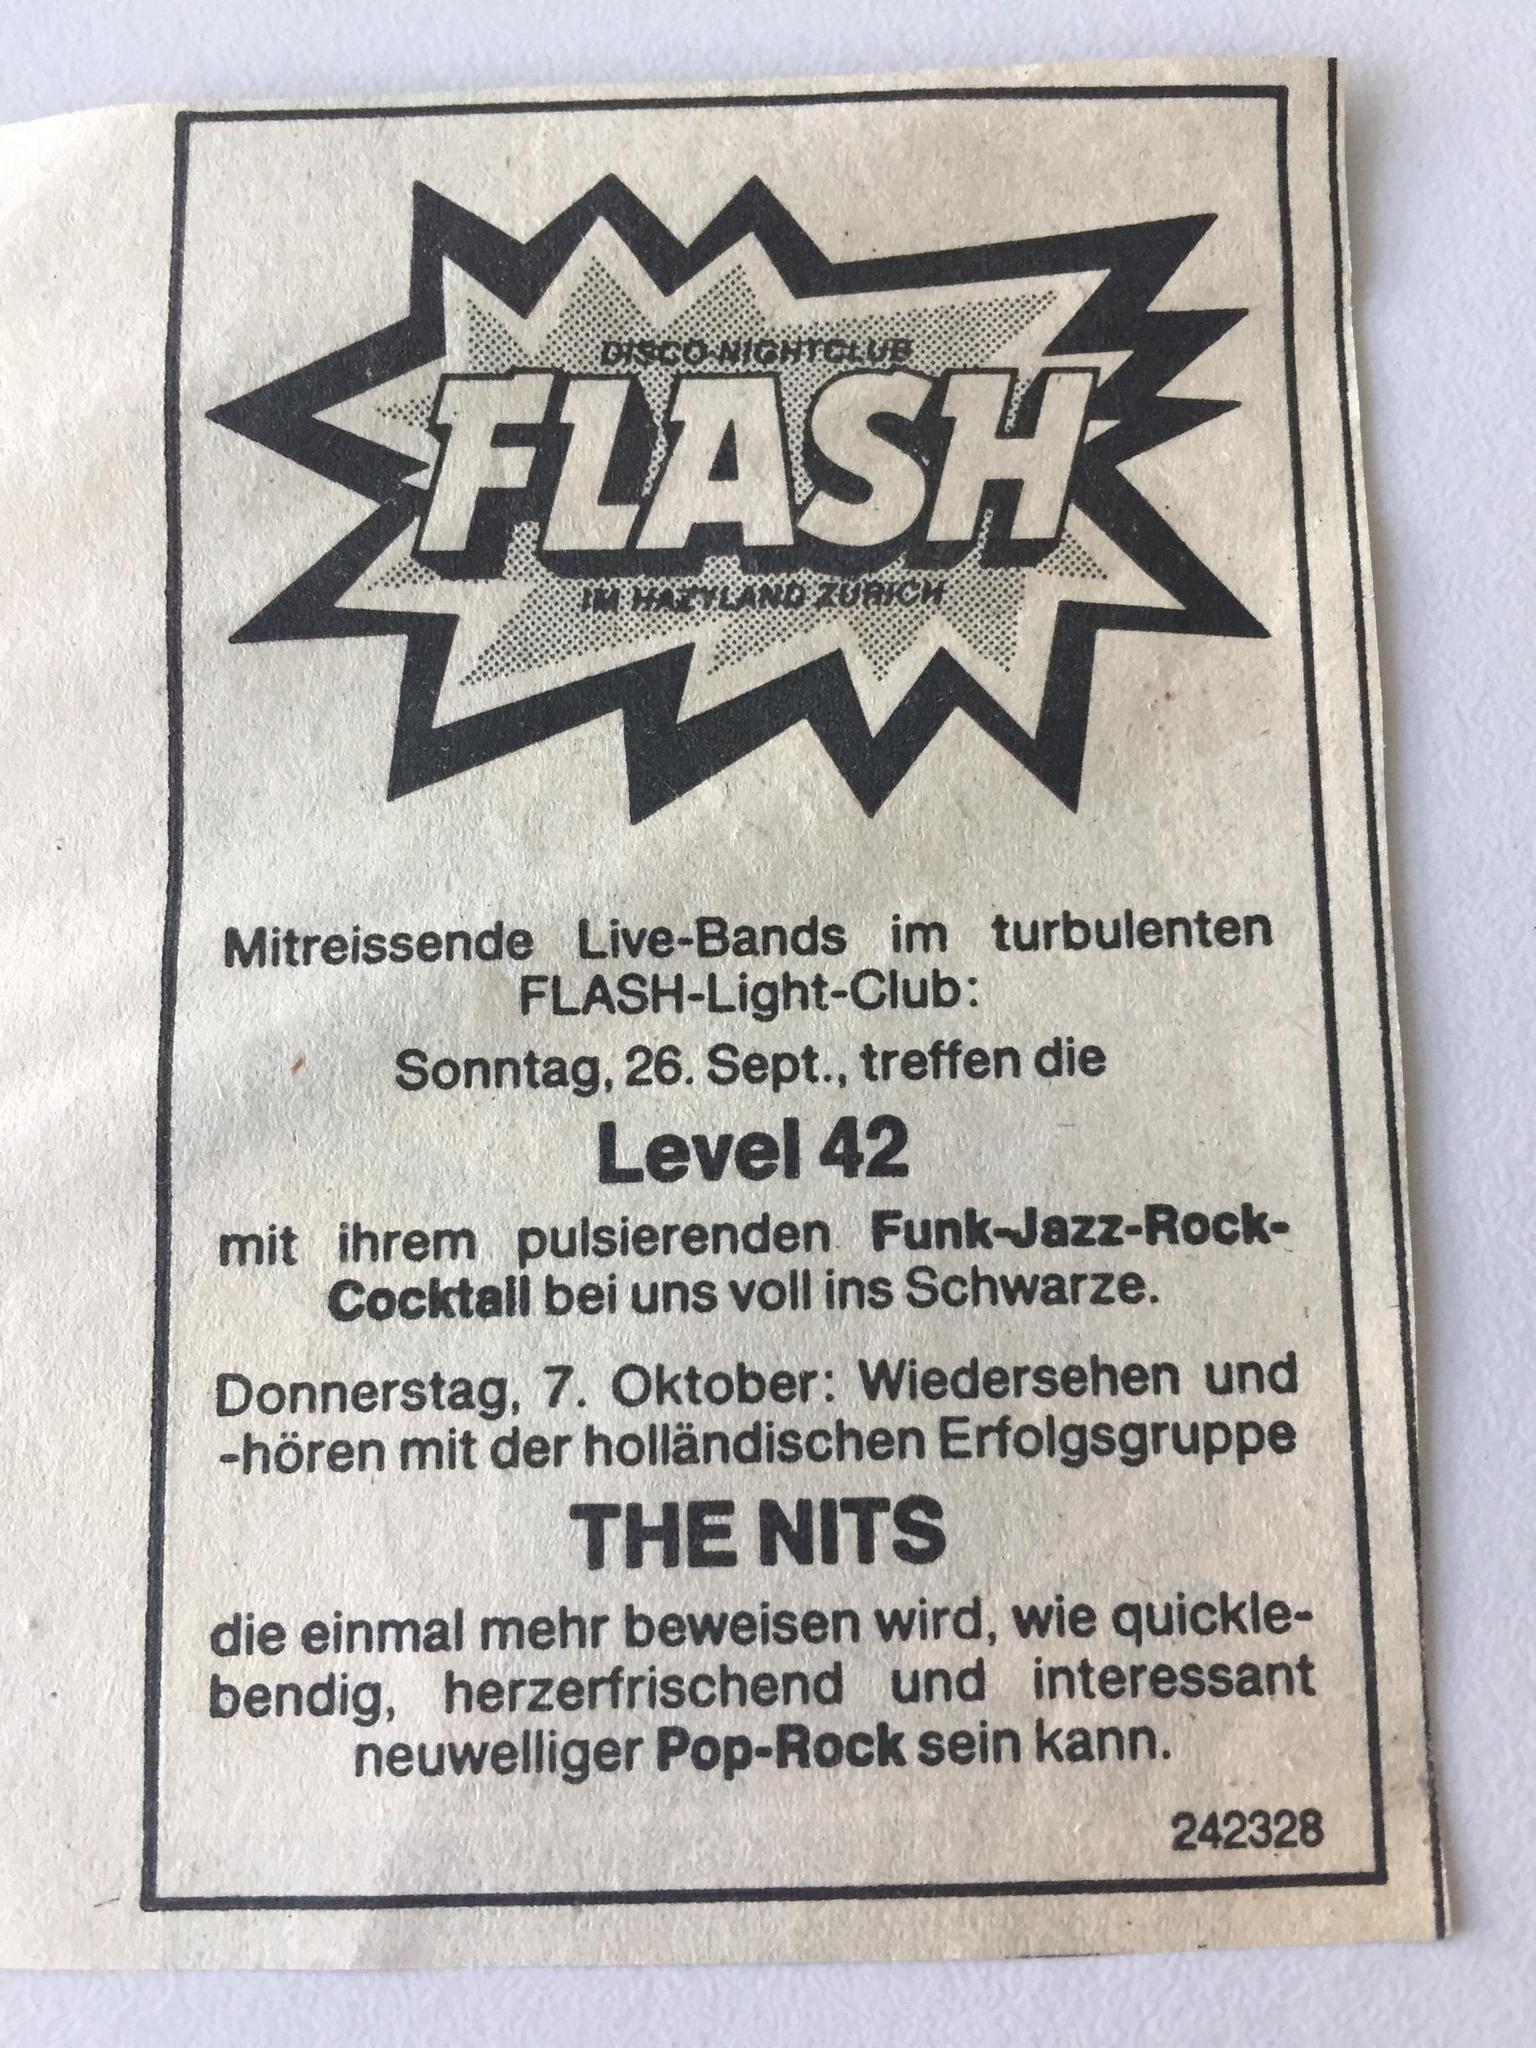 DISCO-NIGHTCLUB
FLASH
IM HAZYLAND ZÜRICH
Mitreissende Live-Bands im turbulenten
FLASH-Light-Club:
Sonntag, 26. Sept., treffen die
Level 42
mit ihrem pulsierenden Funk-Jazz-Rock-
Cocktail bei uns voll ins Schwarze.
Donnerstag, 7. Oktober: Wiedersehen und
-hören mit der holländischen Erfolgsgruppe
THE NITS
die einmal mehr beweisen wird, wie quickle-
bendig, herzerfrischend und interessant
neuwelliger Pop-Rock sein kann.
242328